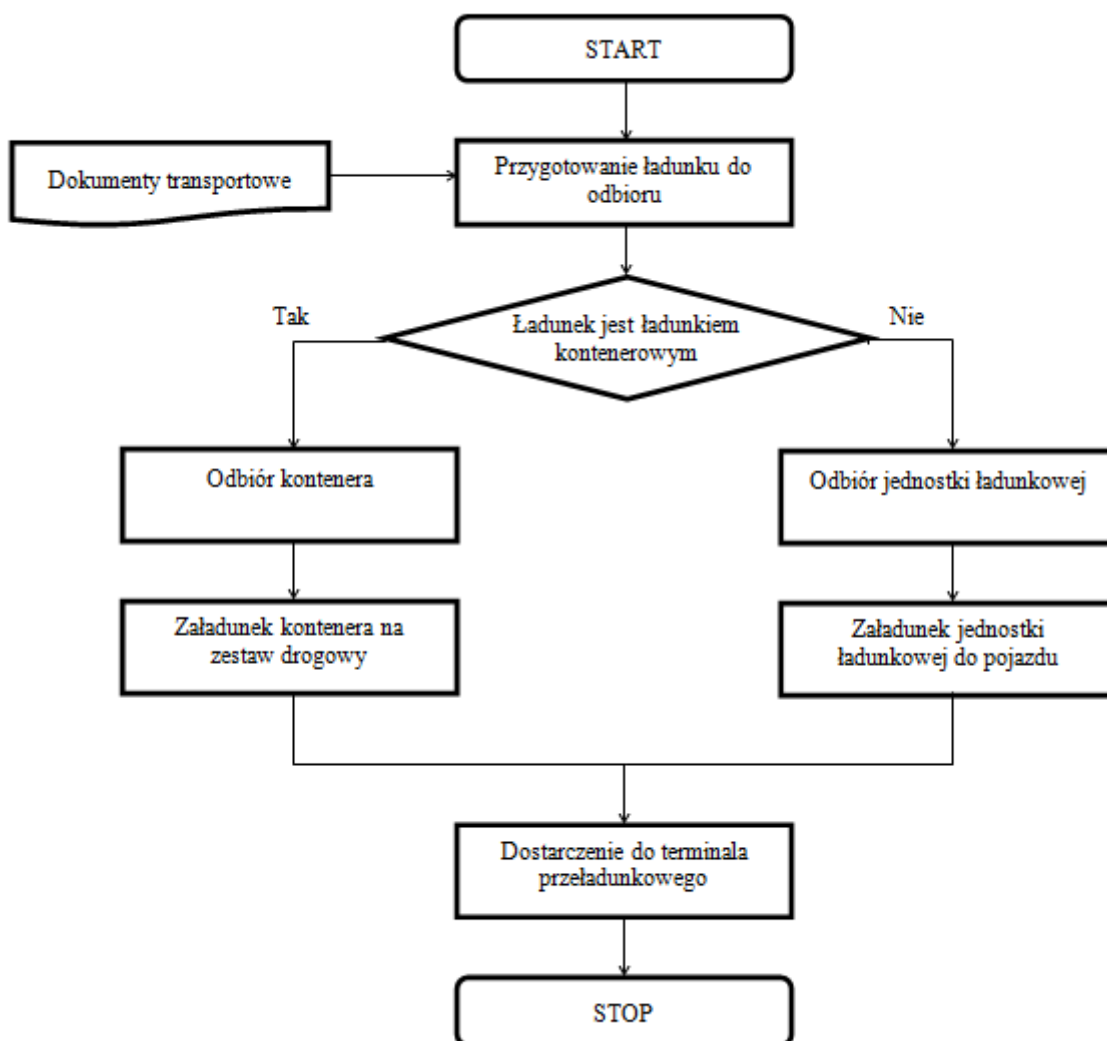 START
Dokumenty transportowe
Przygotowanie ładunku do
odbioru
Tak
Ładunek jest ładunkiem
kontenerowym
Nie
Odbiór kontenera
Odbiór jednostki ładunkowej
Załadunek kontenera na
zestaw drogowy
Załadunek jednostki
ładunkowej do pojazdu
Dostarczenie do terminala
przeładunkowego
STOP